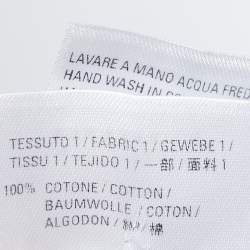 LAVARE A MANO ACQUA FRED
HAND WASH IN
TESSUTO 1 / FABRIC 1 / GEWEBE 1 /
TISSU 1 / TEJIDO 1 / 一部 / 面料 1
100% COTONE / COTTON /
BAUMWOLLE / COTON /
ALGODON / 綿 / 棉